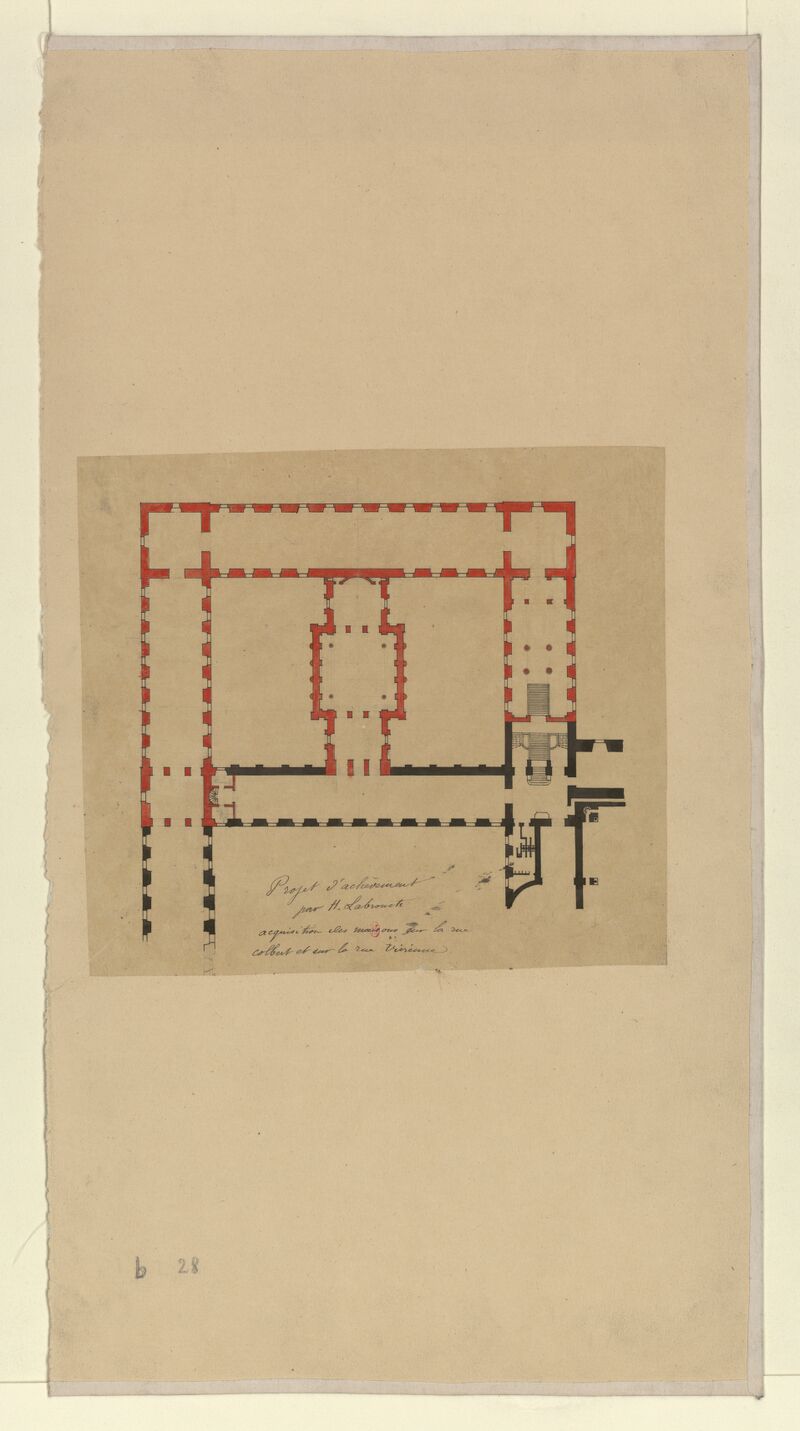 Projet d'achèvement
par H. Labrouste
acquisition des maisons sur la rue
colbert et sur la rue Vivienne
b 28